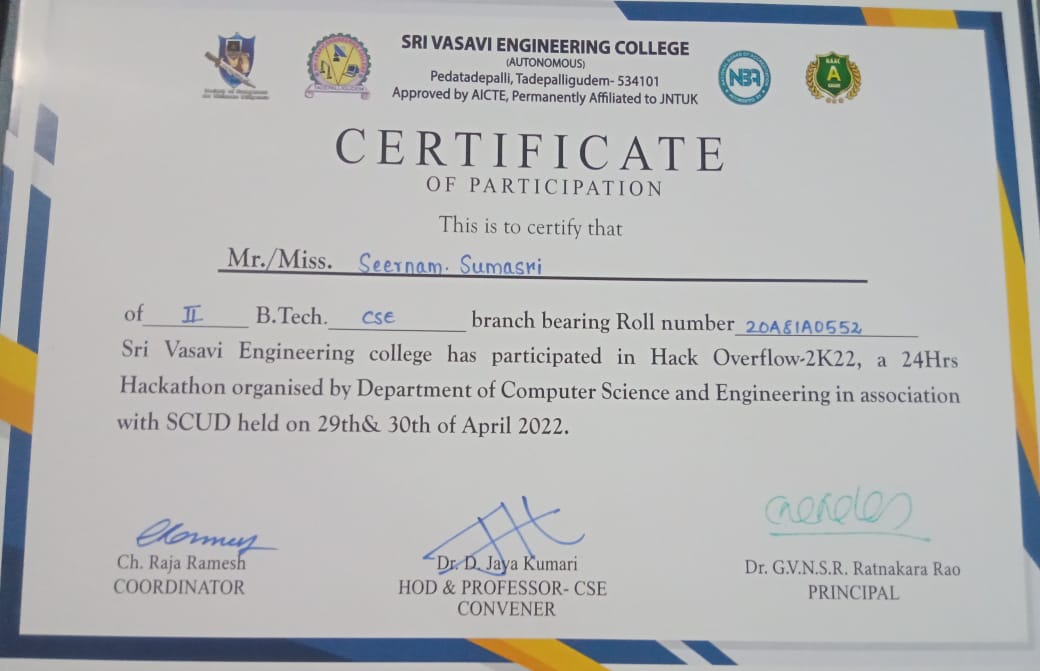 SRI VASAVI ENGINEERING COLLEGE
(AUTONOMOUS)
Pedatadepalli, Tadepalligudem- 534101
Approved by AICTE, Permanently Affiliated to JNTUK
NBA
NAAC
A
GRADE
TADEPALLIGUDEM
CERTIFICATE
OF PARTICIPATION
This is to certify that
Mr./Miss. Seernam. Sumasri
of II B.Tech. CSE branch bearing Roll number 20A81A0552
Sri Vasavi Engineering college has participated in Hack Overflow-2K22, a 24Hrs
Hackathon organised by Department of Computer Science and Engineering in association
with SCUD held on 29th& 30th of April 2022.
Ch. Raja Ramesh
COORDINATOR
Dr. D. Jaya Kumari
HOD & PROFESSOR- CSE
CONVENER
Dr. G.V.N.S.R. Ratnakara Rao
PRINCIPAL